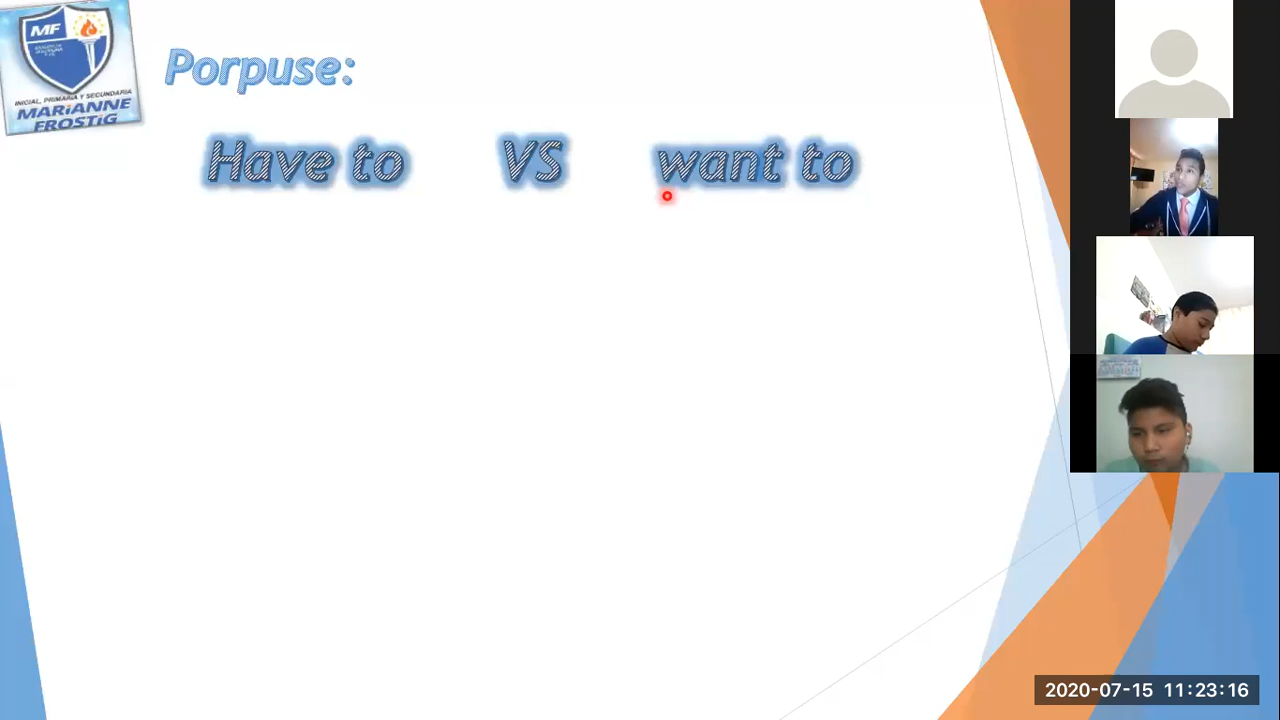 MF
INICIAL, PRIMARIA Y SECUNDARIA
MARIANNE
FROSTiG
Porpuse:
Have to VS want to
2020-07-15 11:23:16